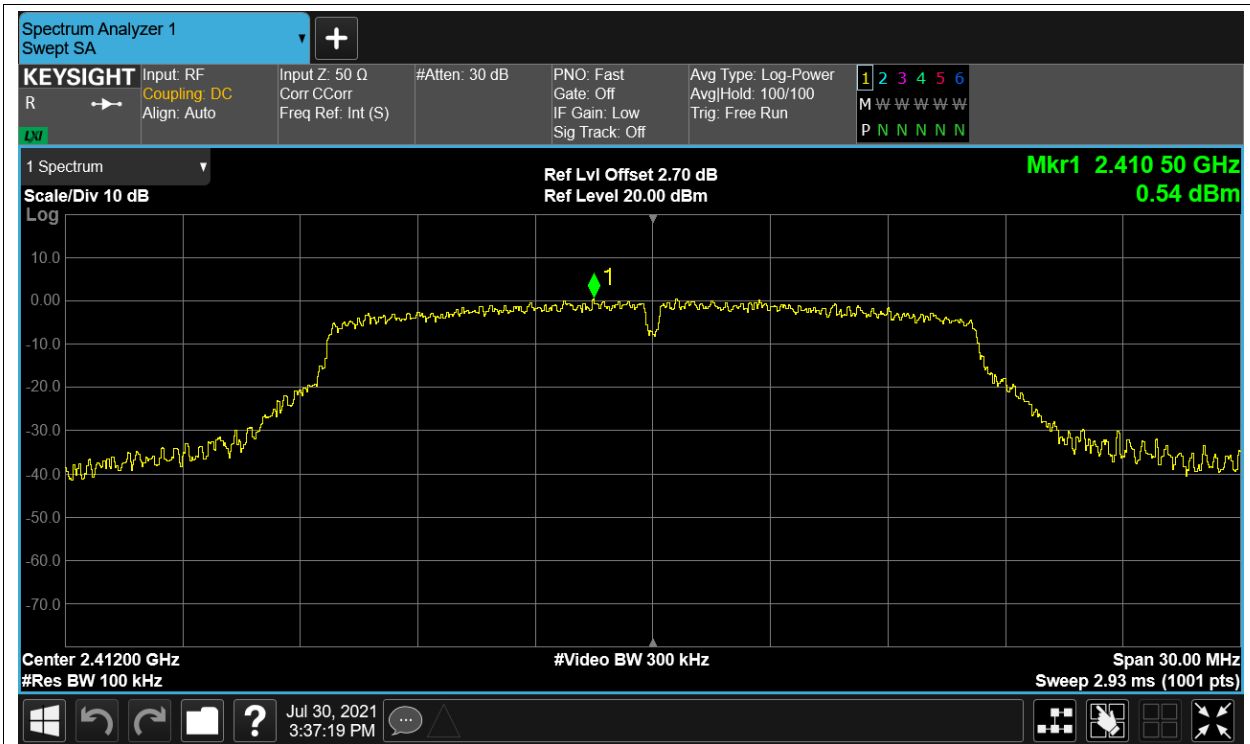 Spectrum Analyzer 1
Swept SA
KEYSIGHT
R
LXI
Input: RF
Coupling: DC
Align: Auto
Input Z: 50 Ω
Corr CCorr
Freq Ref: Int (S)
#Atten: 30 dB
PNO: Fast
Gate: Off
IF Gain: Low
Sig Track: Off
Avg Type: Log-Power
Avg|Hold: 100/100
Trig: Free Run
1 2 3 4 5 6
M W W W W W
P N N N N N
1 Spectrum
Scale/Div 10 dB
Log
Ref Lvl Offset 2.70 dB
Ref Level 20.00 dBm
Mkr1 2.410 50 GHz
0.54 dBm
1
10.0
0.00
-10.0
-20.0
-30.0
-40.0
-50.0
-60.0
-70.0
Center 2.41200 GHz
#Res BW 100 kHz
#Video BW 300 kHz
Span 30.00 MHz
Sweep 2.93 ms (1001 pts)
?
Jul 30, 2021
3:37:19 PM